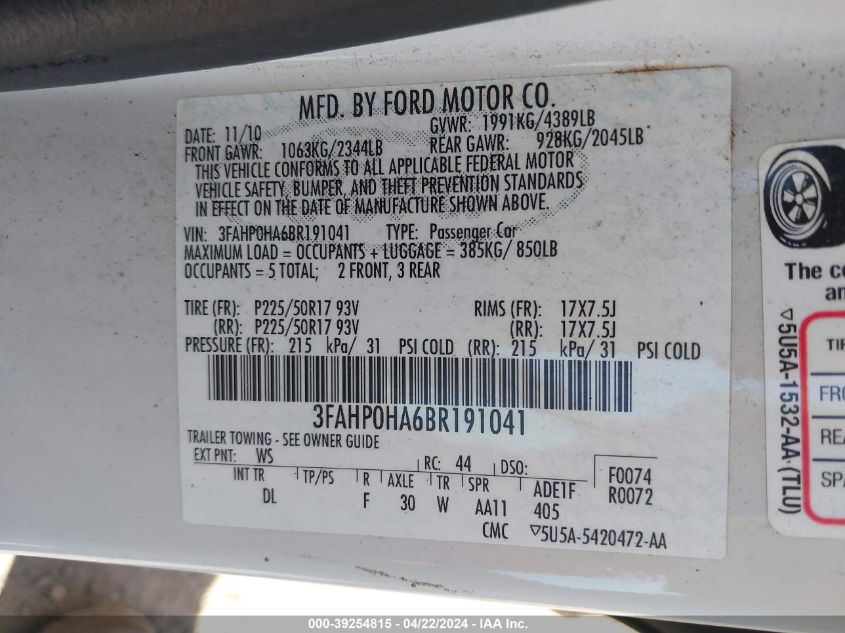 MFD. BY FORD MOTOR CO.
DATE: 11/10 GVWR: 1991KG/4389LB
FRONT GAWR: 1063KG/2344LB REAR GAWR: 928KG/2045LB
THIS VEHICLE CONFORMS TO ALL APPLICABLE FEDERAL MOTOR
VEHICLE SAFETY, BUMPER, AND THEFT PREVENTION STANDARDS
IN EFFECT ON THE DATE OF MANUFACTURE SHOWN ABOVE.
VIN: 3FAHP0HA6BR191041 TYPE: Passenger Car
MAXIMUM LOAD = OCCUPANTS + LUGGAGE = 385KG/ 850LB
OCCUPANTS = 5 TOTAL; 2 FRONT, 3 REAR
TIRE (FR): P225/50R17 93V RIMS (FR): 17X7.5J
(RR): P225/50R17 93V (RR): 17X7.5J
PRESSURE (FR): 215 kPa/ 31 PSI COLD (RR): 215 kPa/ 31 PSI COLD
3FAHP0HA6BR191041
TRAILER TOWING - SEE OWNER GUIDE
EXT PNT: WS RC: 44 DSO: F0074
INT TR TP/PS R AXLE TR SPR ADE1F R0072
DL F 30 W AA11 405
CMC ▽5U5A-5420472-AA
The co
an
▽5U5A-1532-AA (TLU)
TIR
FRO
REA
SPA
000-39254815 - 04/22/2024 - IAAI.com